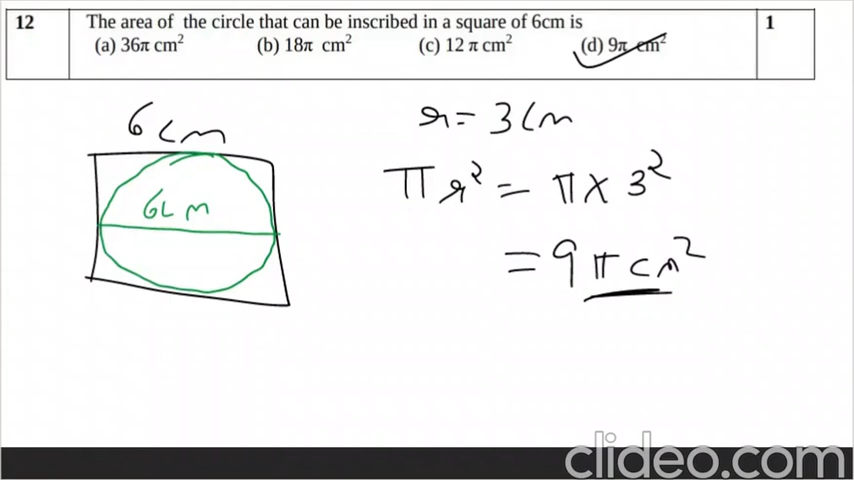 12 The area of the circle that can be inscribed in a square of 6cm is 1
(a) 36π cm² (b) 18π cm² (c) 12 π cm² (d) 9π cm²
6cm
r = 3cm
6cm
πr² = π × 3²
= 9π cm²
clideo.com